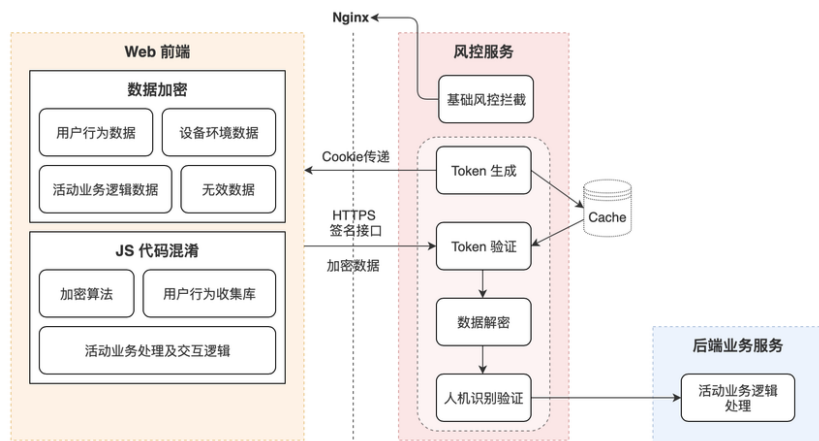 Nginx
Web 前端
数据加密
用户行为数据
设备环境数据
活动业务逻辑数据
无效数据
JS 代码混淆
加密算法
用户行为收集库
活动业务处理及交互逻辑
Cookie传递
HTTPS
签名接口
加密数据
风控服务
基础风控拦截
Token 生成
Token 验证
数据解密
人机识别验证
Cache
后端业务服务
活动业务逻辑
处理